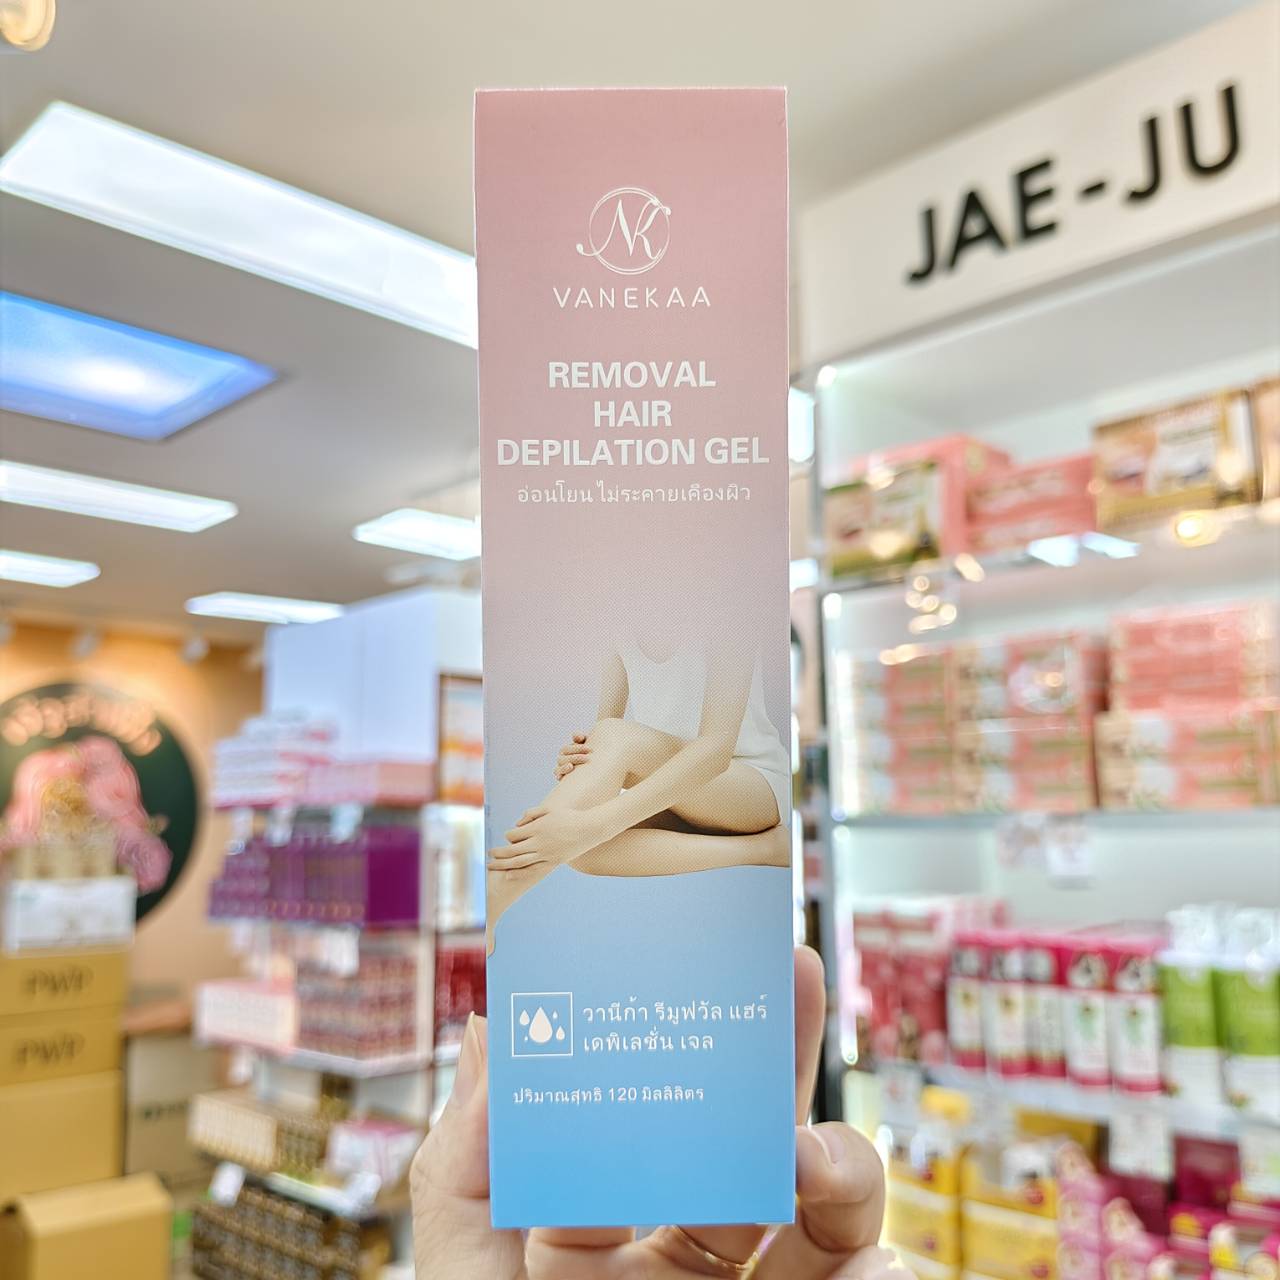 JAE-JU
NK
VANEKAA
REMOVAL
HAIR
DEPILATION GEL
อ่อนโยน ไม่ระคายเคืองผิว
วานีก้า รีมูฟวัล แฮร์
เดพิเลชั่น เจล
ปริมาณสุทธิ 120 มิลลิลิตร
PWP
PWP